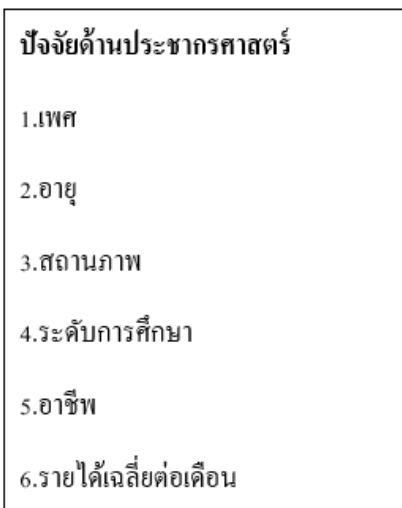 ปัจจัยด้านประชากรศาสตร์
1.เพศ
2.อายุ
3.สถานภาพ
4.ระดับการศึกษา
5.อาชีพ
6.รายได้เฉลี่ยต่อเดือน